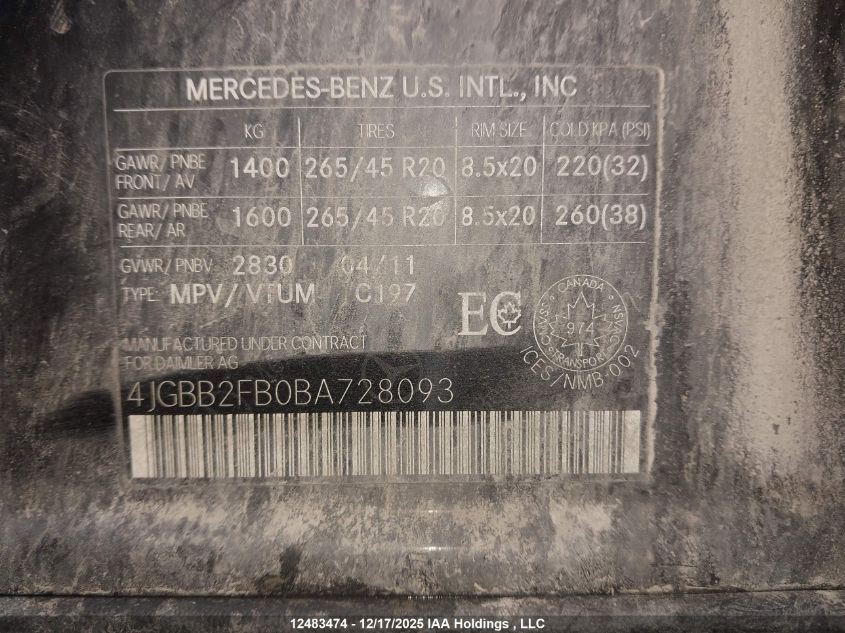 MERCEDES-BENZ U.S. INTL., INC
KG TIRES RIM SIZE COLD KPA (PSI)
GAWR/PNBE FRONT/AV 1400 265/45 R20 8.5x20 220(32)
GAWR/PNBE REAR/AR 1600 265/45 R20 8.5x20 260(38)
GVWR/PNBV 2830 04/11
TYPE: MPV/VTUM C197
EC
CANADA
974
TRANSPORT
ICES/NMB-002
MANUFACTURED UNDER CONTRACT
FOR DAIMLER AG
4JGBB2FB0BA728093
12483474 - 12/17/2025 IAA Holdings , LLC